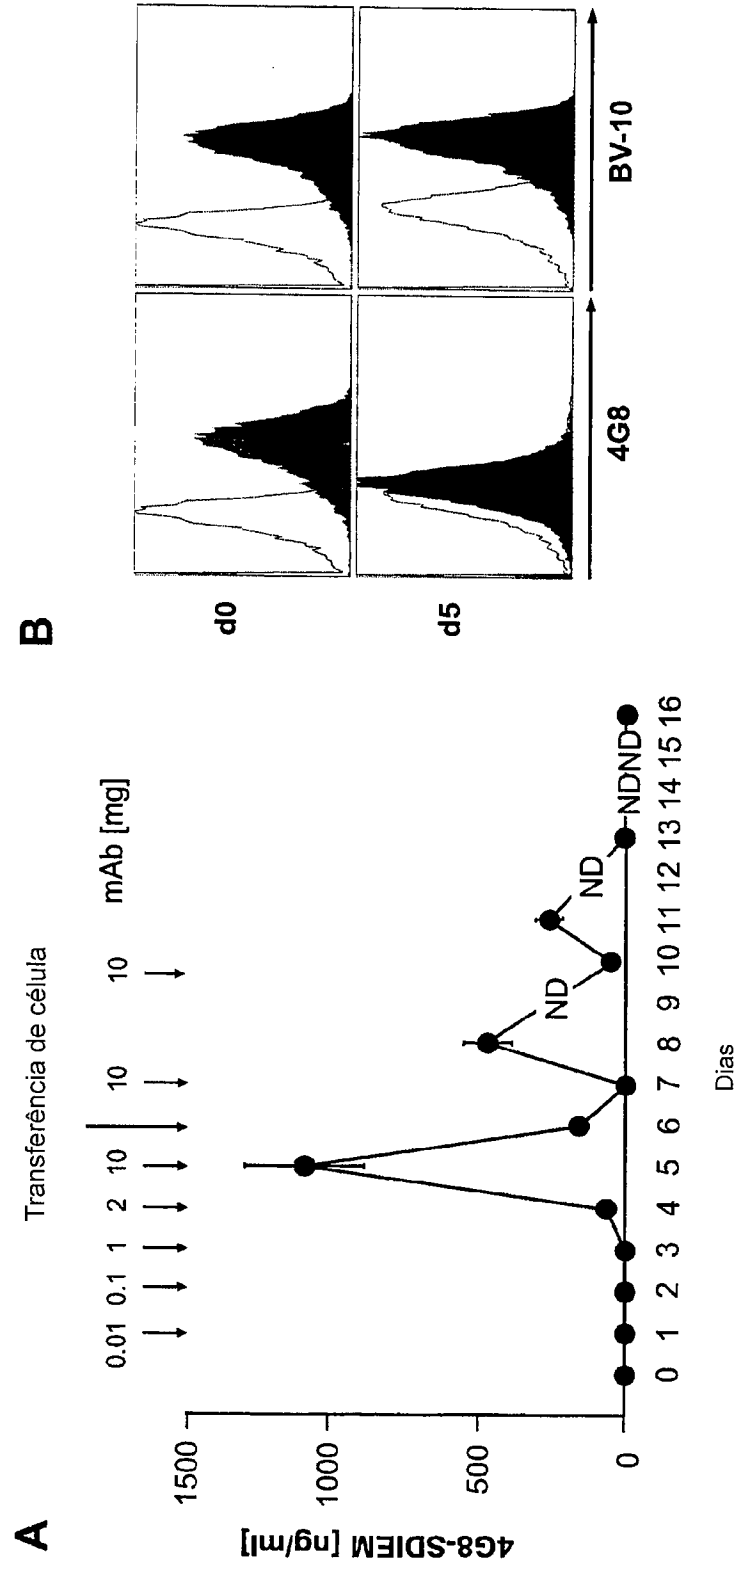 A
Transferência de célula
0.01 0.1 1 2 10 10 10 mAb [mg]
4G8-SDIEM [ng/ml]
1500
1000
500
0
ND
ND
NDND
0 1 2 3 4 5 6 7 8 9 10 11 12 13 14 15 16
Dias
B
d0
d5
4G8
BV-10